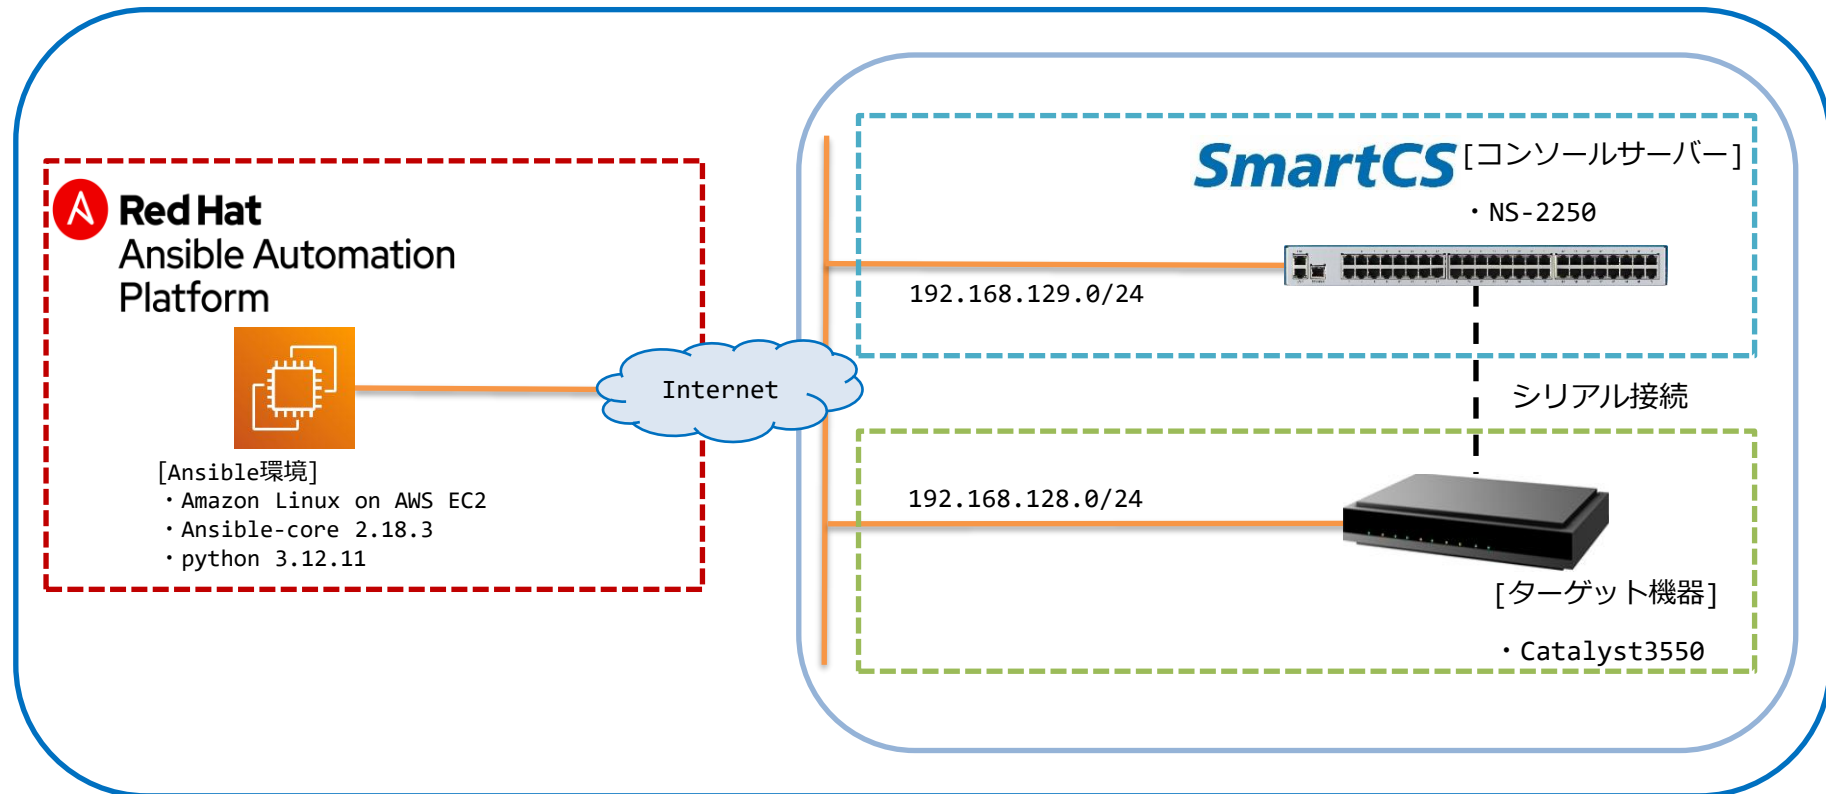 Red Hat
Ansible Automation
Platform
[Ansible環境]
・Amazon Linux on AWS EC2
・Ansible-core 2.18.3
・python 3.12.11
Internet
SmartCS [コンソールサーバー]
・NS-2250
192.168.129.0/24
シリアル接続
192.168.128.0/24
[ターゲット機器]
・Catalyst3550